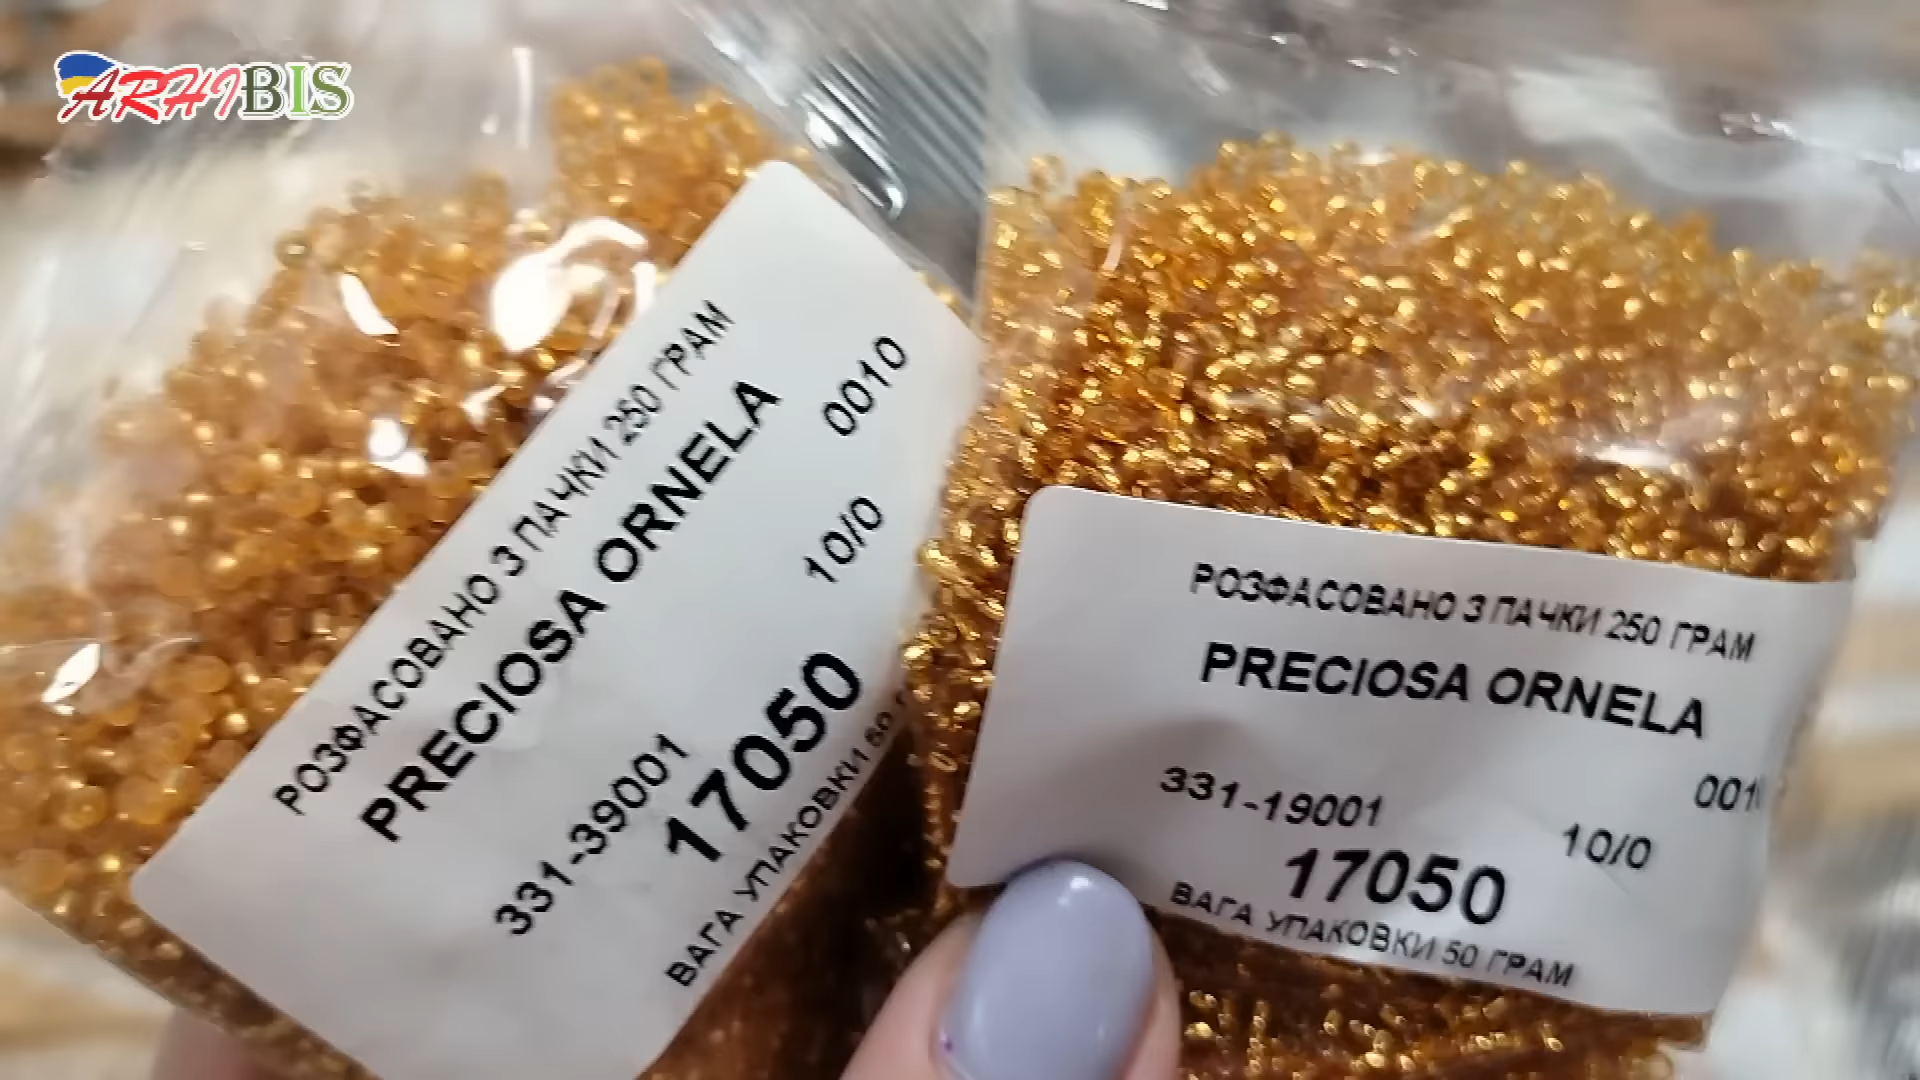 ARHIBIS
РОЗФАСОВАНО З ПАЧКИ 250 ГРАМ
PRECIOSA ORNELA
0010
331-39001
10/0
17050
ВАГА УПАКОВКИ 50 Г
РОЗФАСОВАНО З ПАЧКИ 250 ГРАМ
PRECIOSA ORNELA
331-19001
001
10/0
17050
ВАГА УПАКОВКИ 50 ГРАМ